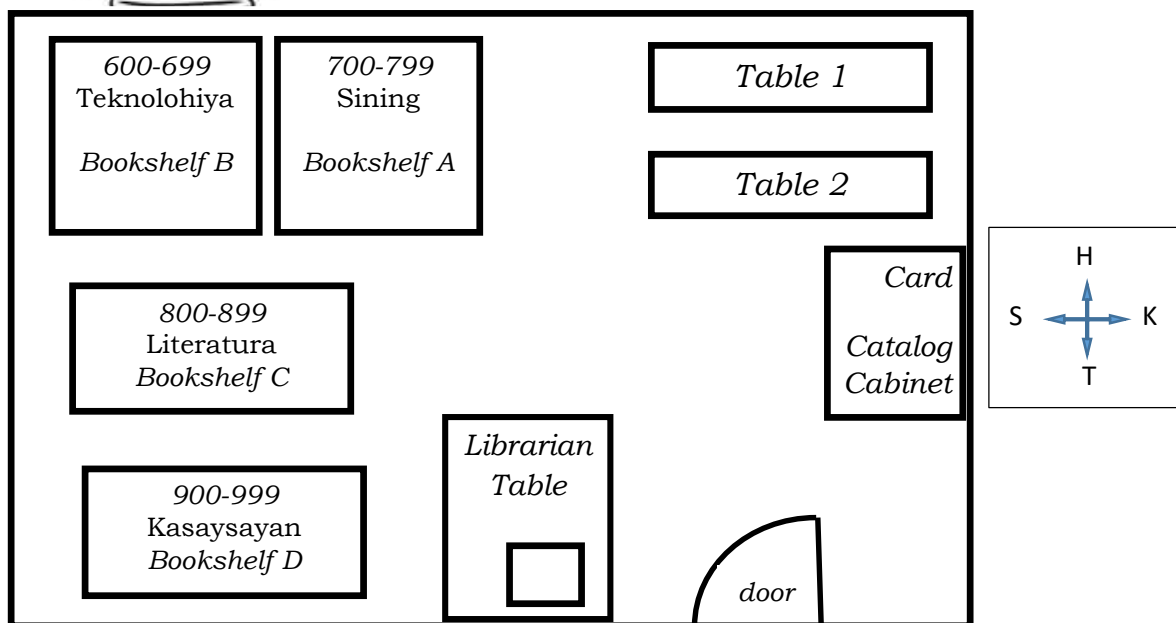 600-699
Teknolohiya
Bookshelf B
700-799
Sining
Bookshelf A
Table 1
Table 2
Card
Catalog
Cabinet
H
S
K
T
800-899
Literatura
Bookshelf C
Librarian
Table
900-999
Kasaysayan
Bookshelf D
door